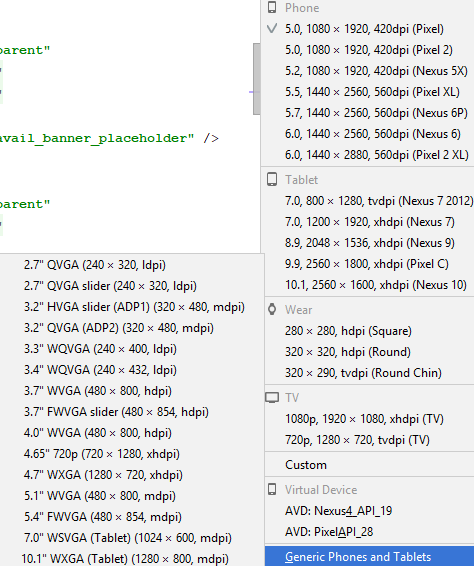 parent"
avail_banner_placeholder" />
parent"
Phone
5.0, 1080 × 1920, 420dpi (Pixel)
5.0, 1080 × 1920, 420dpi (Pixel 2)
5.2, 1080 × 1920, 420dpi (Nexus 5X)
5.5, 1440 × 2560, 560dpi (Pixel XL)
5.7, 1440 × 2560, 560dpi (Nexus 6P)
6.0, 1440 × 2560, 560dpi (Nexus 6)
6.0, 1440 × 2880, 560dpi (Pixel 2 XL)
Tablet
7.0, 800 × 1280, tvdpi (Nexus 7 2012)
7.0, 1200 × 1920, xhdpi (Nexus 7)
8.9, 2048 × 1536, xhdpi (Nexus 9)
9.9, 2560 × 1800, xhdpi (Pixel C)
10.1, 2560 × 1600, xhdpi (Nexus 10)
Wear
280 × 280, hdpi (Square)
320 × 320, hdpi (Round)
320 × 290, tvdpi (Round Chin)
TV
1080p, 1920 × 1080, xhdpi (TV)
720p, 1280 × 720, tvdpi (TV)
Custom
Virtual Device
AVD: Nexus4_API_19
AVD: PixelAPI_28
Generic Phones and Tablets
2.7" QVGA (240 × 320, ldpi)
2.7" QVGA slider (240 × 320, ldpi)
3.2" HVGA slider (ADP1) (320 × 480, mdpi)
3.2" QVGA (ADP2) (320 × 480, mdpi)
3.3" WQVGA (240 × 400, ldpi)
3.4" WQVGA (240 × 432, ldpi)
3.7" WVGA (480 × 800, hdpi)
3.7" FWVGA slider (480 × 854, hdpi)
4.0" WVGA (480 × 800, hdpi)
4.65" 720p (720 × 1280, xhdpi)
4.7" WXGA (1280 × 720, xhdpi)
5.1" WVGA (480 × 800, mdpi)
5.4" FWVGA (480 × 854, mdpi)
7.0" WSVGA (Tablet) (1024 × 600, mdpi)
10.1" WXGA (Tablet) (1280 × 800, mdpi)